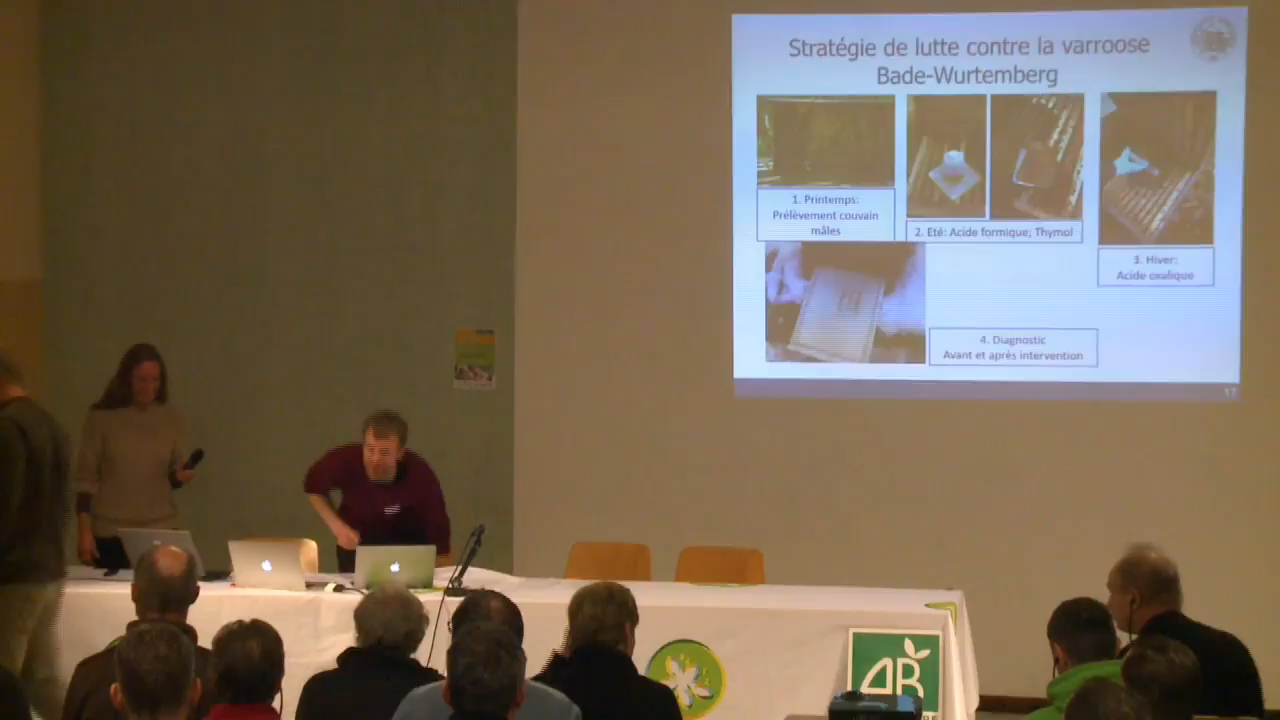 Stratégie de lutte contre la varroose
Bade-Wurtemberg
1. Printemps:
Prélèvement couvain
mâles
2. Eté: Acide formique; Thymol
3. Hiver:
Acide oxalique
4. Diagnostic
Avant et après intervention
17
AB